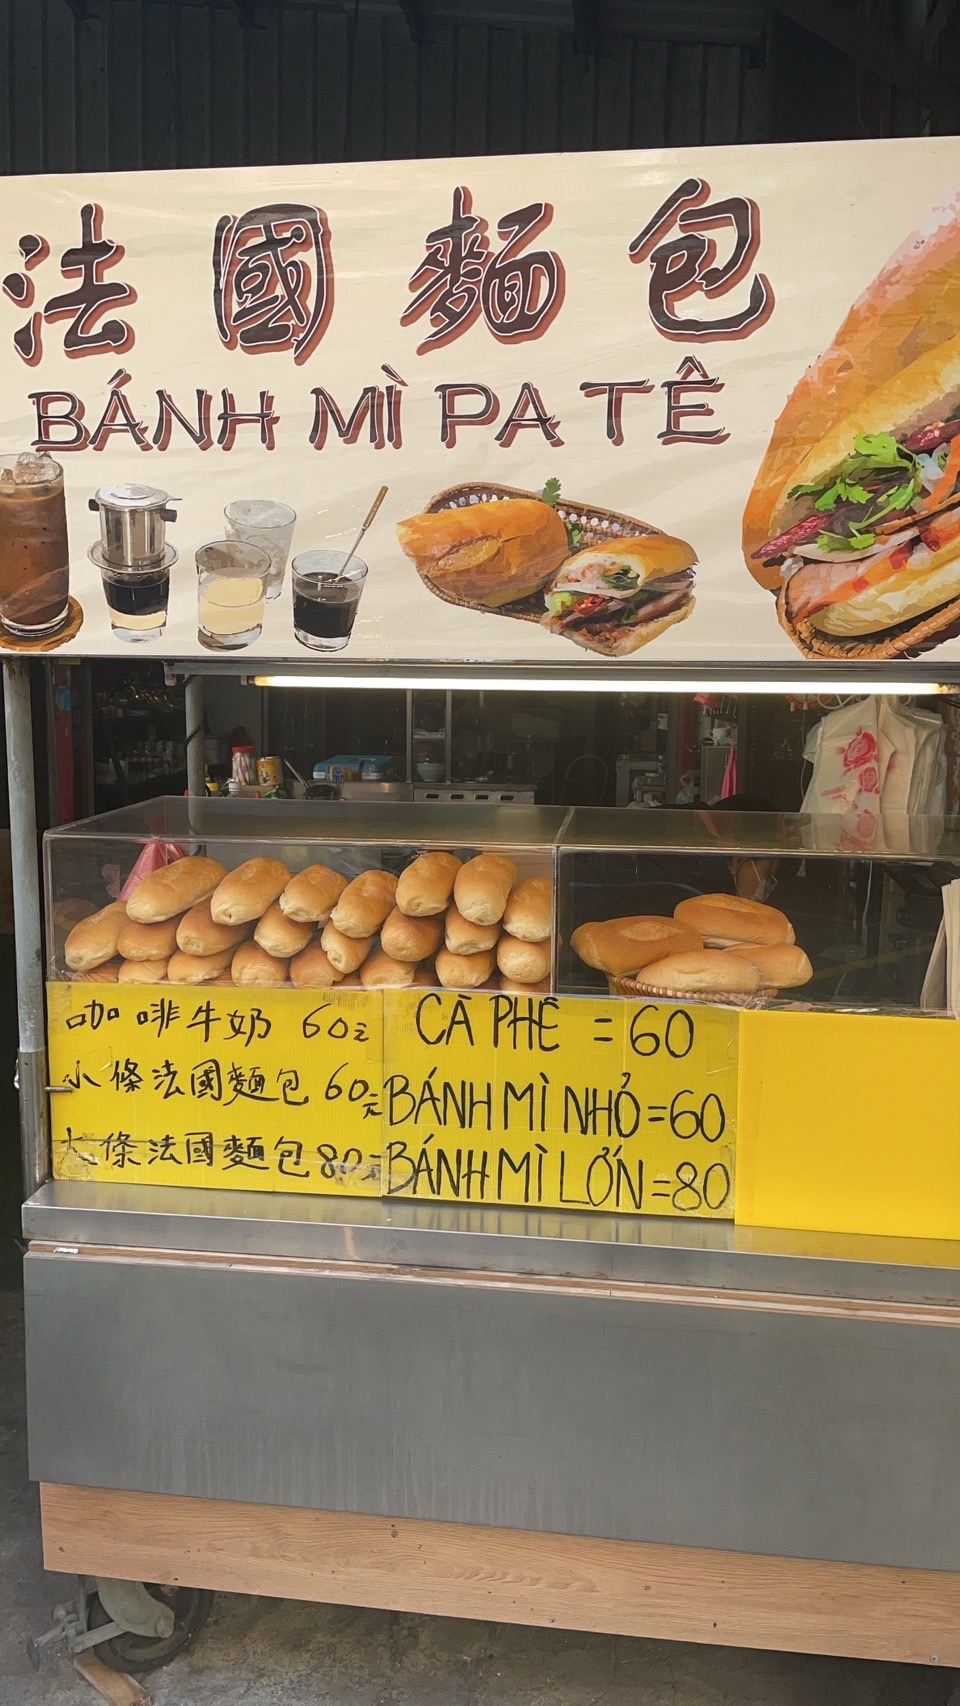 法國麵包
BÁNH MÌ PA TÊ
咖啡牛奶 60元
小條法國麵包 60元
大條法國麵包 80元
CÀ PHÊ = 60
BÁNH MÌ NHỎ = 60
BÁNH MÌ LỚN = 80